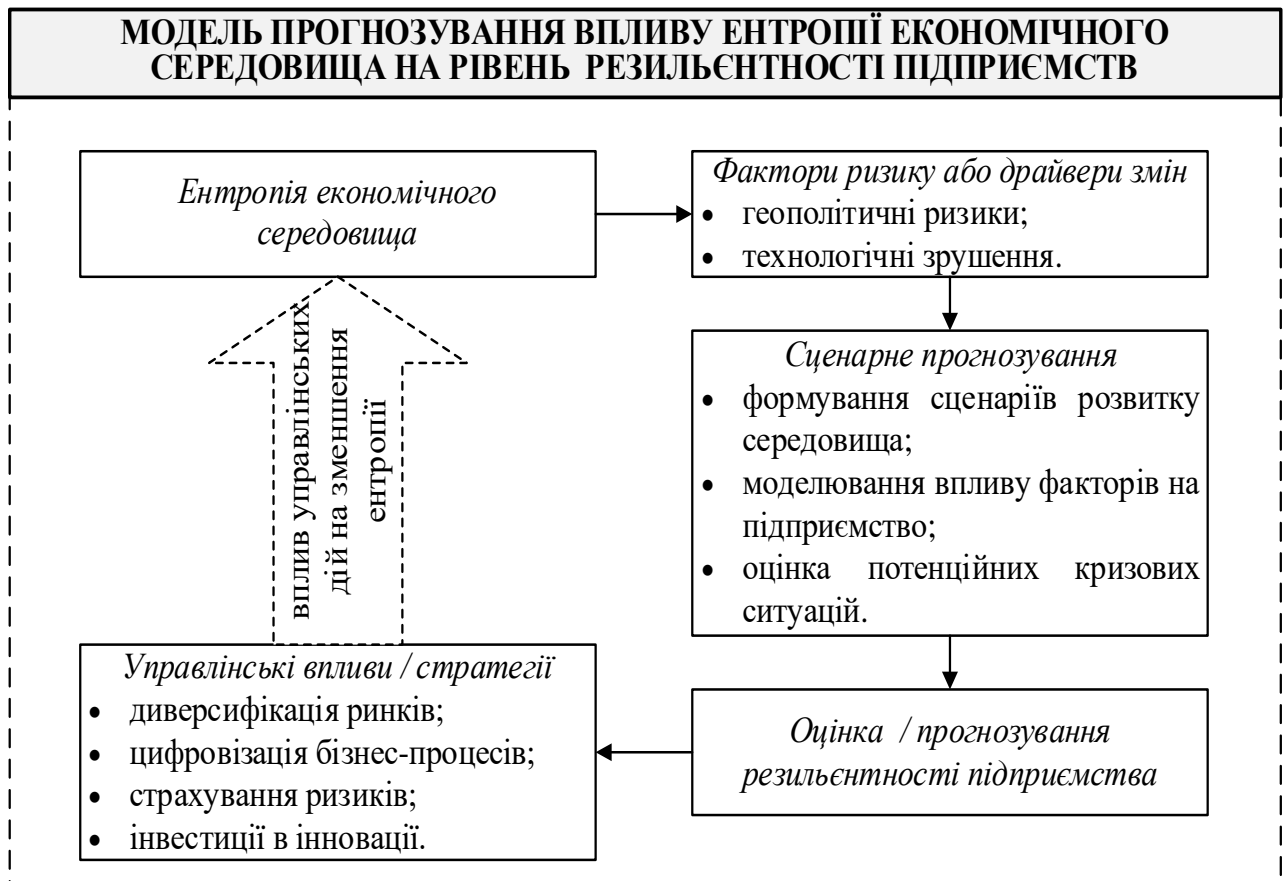 МОДЕЛЬ ПРОГНОЗУВАННЯ ВПЛИВУ ЕНТРОПІЇ ЕКОНОМІЧНОГО
СЕРЕДОВИЩА НА РІВЕНЬ РЕЗИЛЬЄНТНОСТІ ПІДПРИЄМСТВ
Ентропія економічного
середовища
Фактори ризику або драйвери змін
• геополітичні ризики;
• технологічні зрушення.
Сценарне прогнозування
• формування сценаріїв розвитку
середовища;
• моделювання впливу факторів на
підприємство;
• оцінка потенційних кризових
ситуацій.
Оцінка / прогнозування
резильєнтності підприємства
Управлінські впливи / стратегії
• диверсифікація ринків;
• цифровізація бізнес-процесів;
• страхування ризиків;
• інвестиції в інновації.
вплив управлінських
дій на зменшення
ентропії